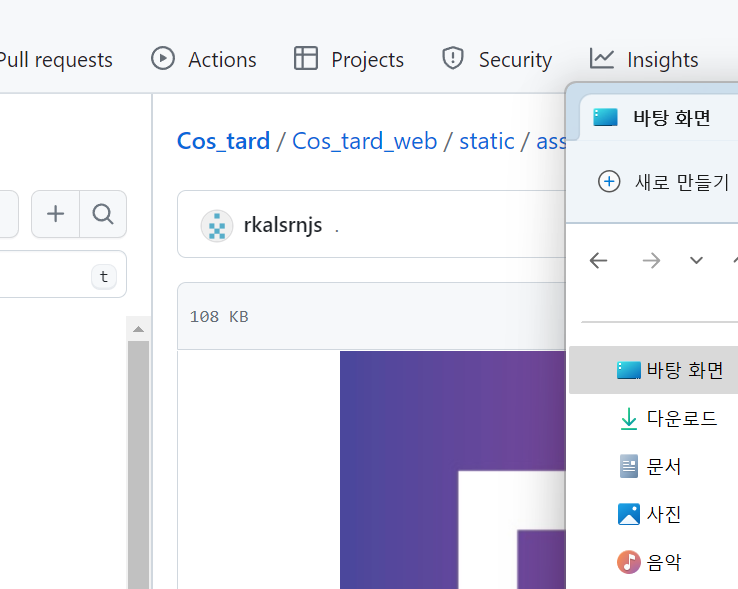 Pull requests
Actions
Projects
Security
Insights
Cos_tard / Cos_tard_web / static / ass
t
rkalsrnjs .
108 KB
바탕 화면
새로 만들기
바탕 화면
다운로드
문서
사진
음악